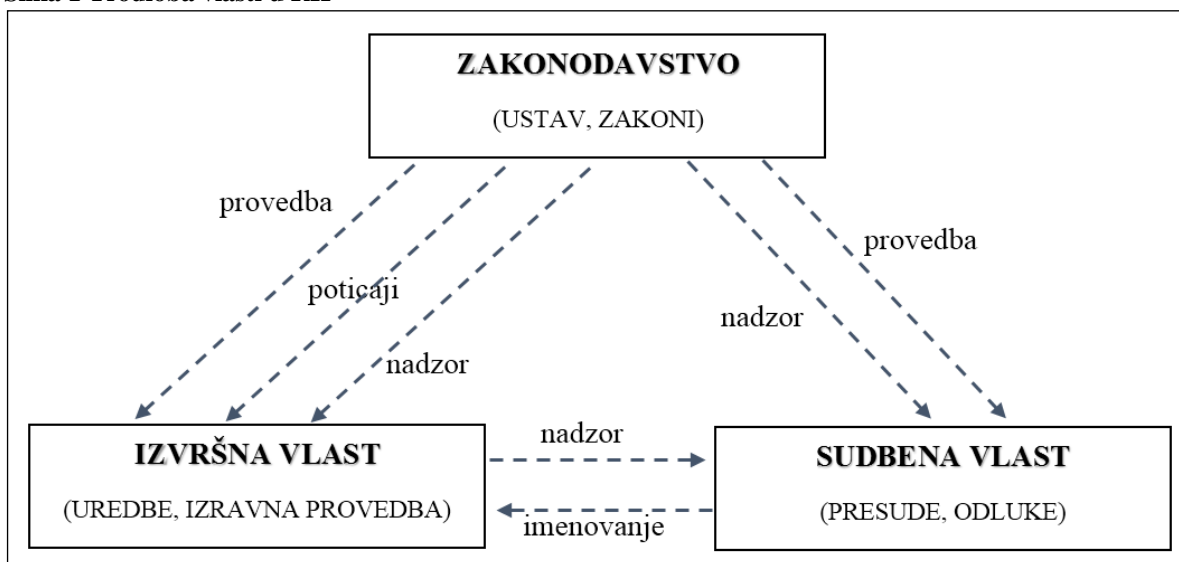 ZAKONODAVSTVO
(USTAV, ZAKONI)
provedba
provedba
poticaji
nadzor
nadzor
IZVRŠNA VLAST
(UREDBE, IZRAVNA PROVEDBA)
nadzor
imenovanje
SUDBENA VLAST
(PRESUDE, ODLUKE)